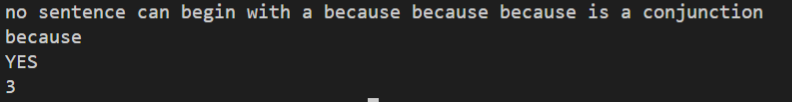 no sentence can begin with a because because because is a conjunction
because
YES
3